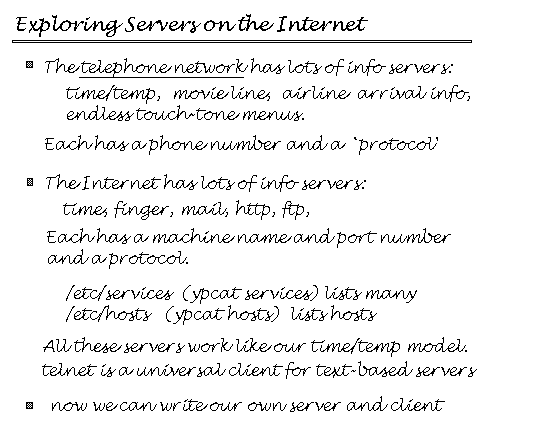 Exploring Servers on the Internet
The telephone network has lots of info servers:
time/temp, movie line, airline arrival info,
endless touch-tone menus.
Each has a phone number and a `protocol'
The Internet has lots of info servers:
time, finger, mail, http, ftp,
Each has a machine name and port number
and a protocol.
/etc/services (ypcat services) lists many
/etc/hosts (ypcat hosts) lists hosts
All these servers work like our time/temp model.
telnet is a universal client for text-based servers
now we can write our own server and client